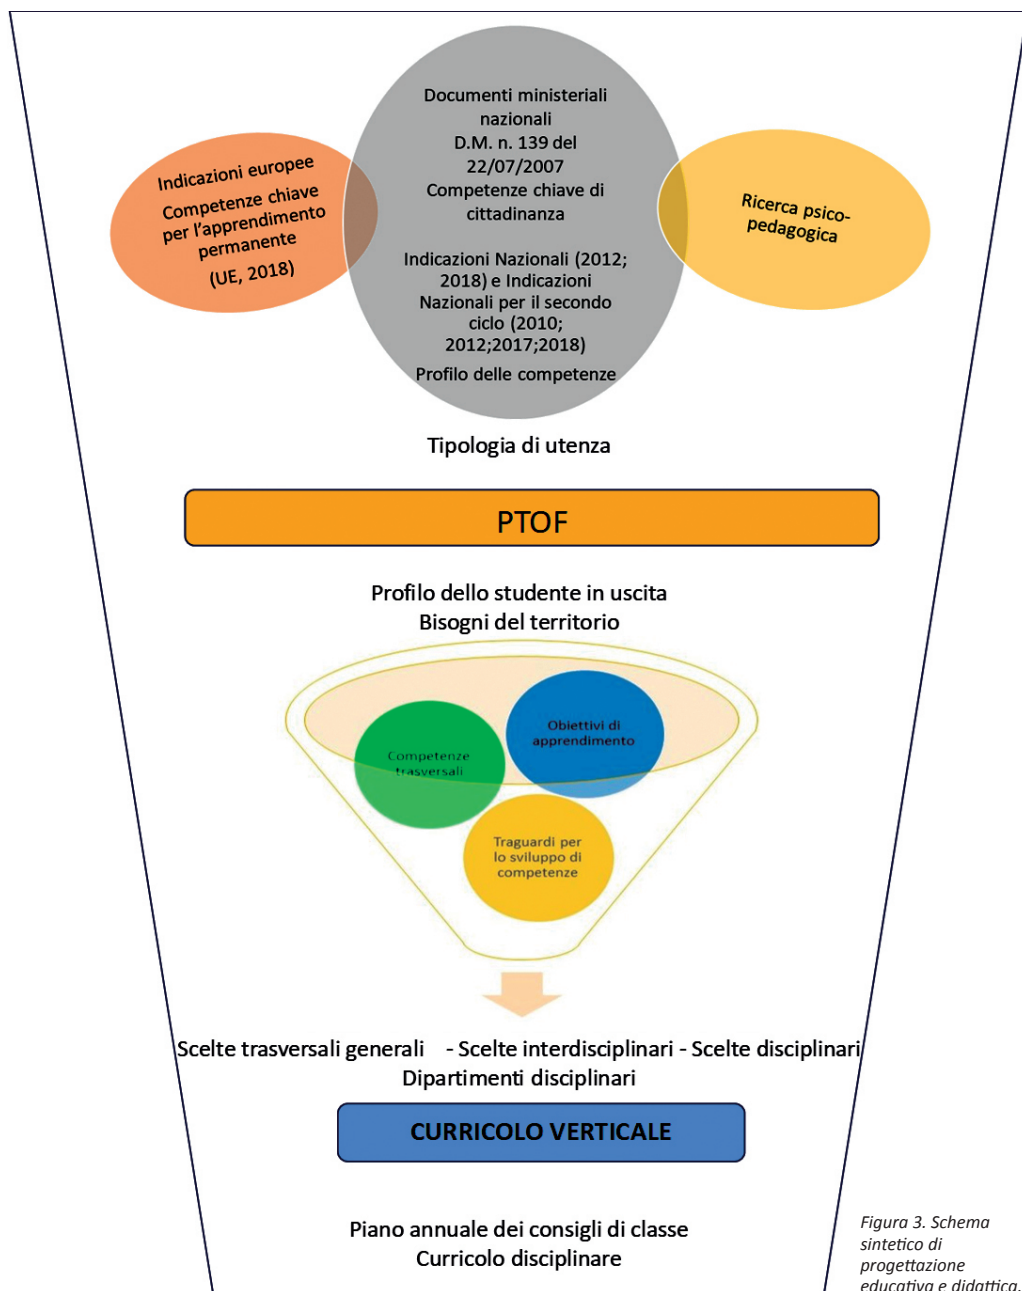 Documenti ministeriali
nazionali
D.M. n. 139 del
22/07/2007
Competenze chiave di
cittadinanza
Indicazioni Nazionali (2012;
2018) e Indicazioni
Nazionali per il secondo
ciclo (2010;
2012;2017;2018)
Profilo delle competenze
Indicazioni europee
Competenze chiave
per l'apprendimento
permanente
(UE, 2018)
Ricerca psico-
pedagogica
Tipologia di utenza
PTOF
Profilo dello studente in uscita
Bisogni del territorio
Competenze
trasversali
Obiettivi di
apprendimento
Traguardi per
lo sviluppo di
competenze
Scelte trasversali generali - Scelte interdisciplinari - Scelte disciplinari
Dipartimenti disciplinari
CURRICOLO VERTICALE
Piano annuale dei consigli di classe
Curricolo disciplinare
Figura 3. Schema
sintetico di
progettazione
educativa e didattica.